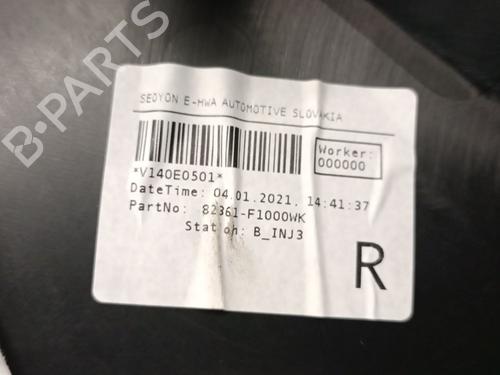 SEOYON E-HWA AUTOMOTIVE SLOVAKIA
Worker:
000000
*V140E0501*
DateTime: 04.01.2021. 14:41:37
PartNo: 82361-F1000WK
Station: B_INJ3
R
B-PARTS